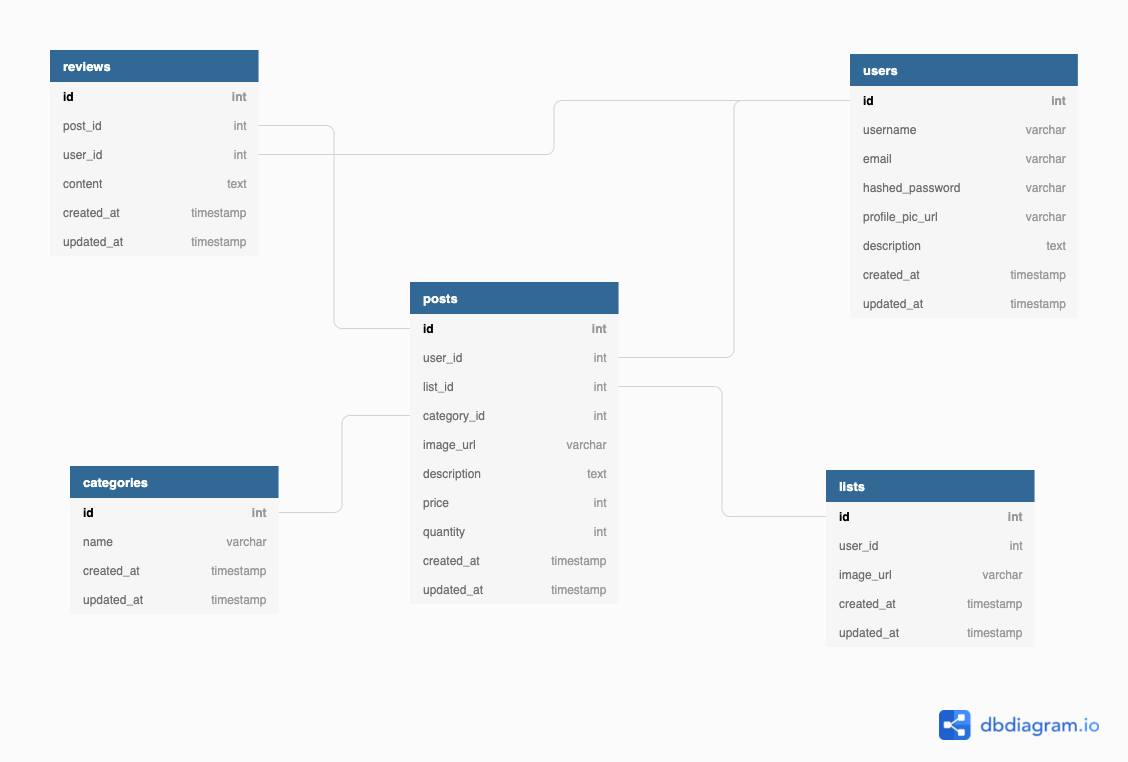 reviews
id int
post_id int
user_id int
content text
created_at timestamp
updated_at timestamp
users
id int
username varchar
email varchar
hashed_password varchar
profile_pic_url varchar
description text
created_at timestamp
updated_at timestamp
posts
id int
user_id int
list_id int
category_id int
image_url varchar
description text
price int
quantity int
created_at timestamp
updated_at timestamp
categories
id int
name varchar
created_at timestamp
updated_at timestamp
lists
id int
user_id int
image_url varchar
created_at timestamp
updated_at timestamp
dbdiagram.io